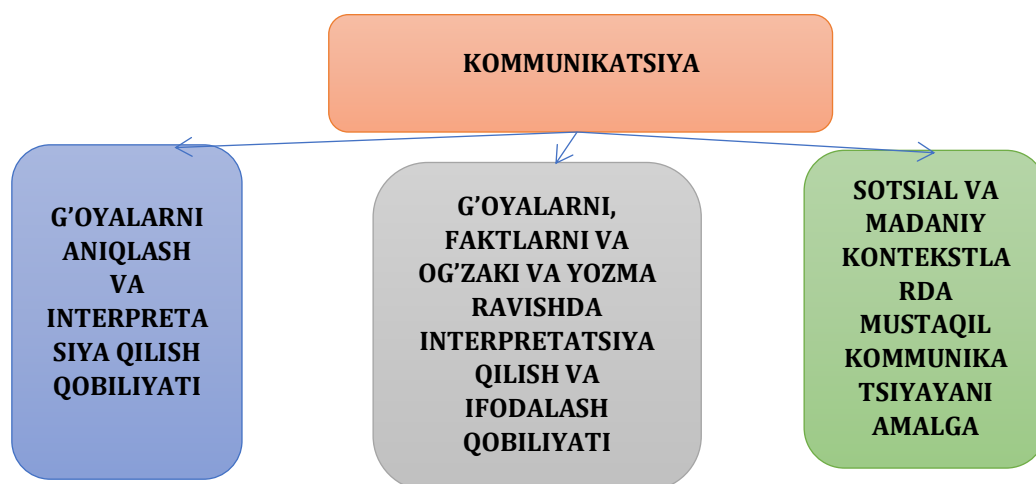 KOMMUNIKATSIYA
G’OYALARNI
ANIQLASH
VA
INTERPRETA
SIYA QILISH
QOBILIYATI
G’OYALARNI,
FAKTLARNI VA
OG’ZAKI VA YOZMA
RAVISHDA
INTERPRETATSIYA
QILISH VA
IFODALASH
QOBILIYATI
SOTSIAL VA
MADANIY
KONTEKSTLA
RDA
MUSTAQIL
KOMMUNIKA
TSIYAYANI
AMALGA